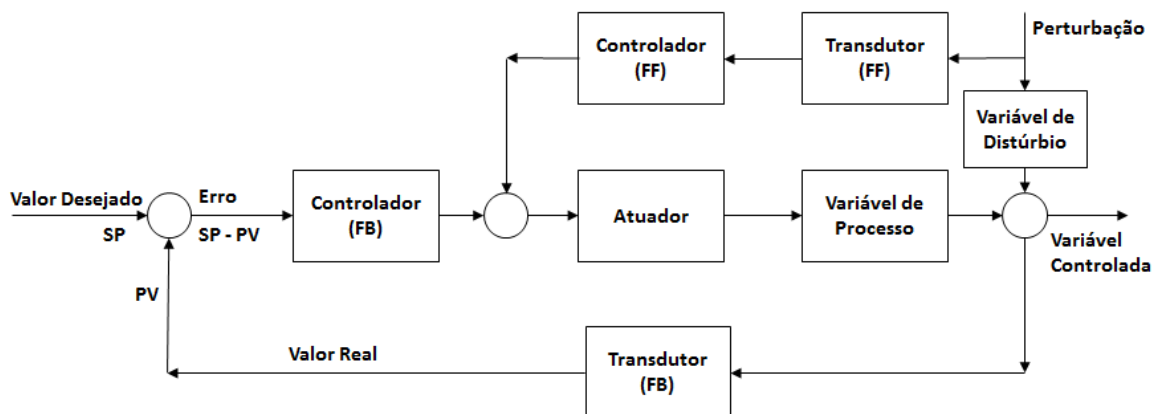 Perturbação
Controlador
(FF)
Transdutor
(FF)
Variável de
Distúrbio
Valor Desejado
SP
Erro
SP - PV
Controlador
(FB)
Atuador
Variável de
Processo
Variável
Controlada
PV
Valor Real
Transdutor
(FB)